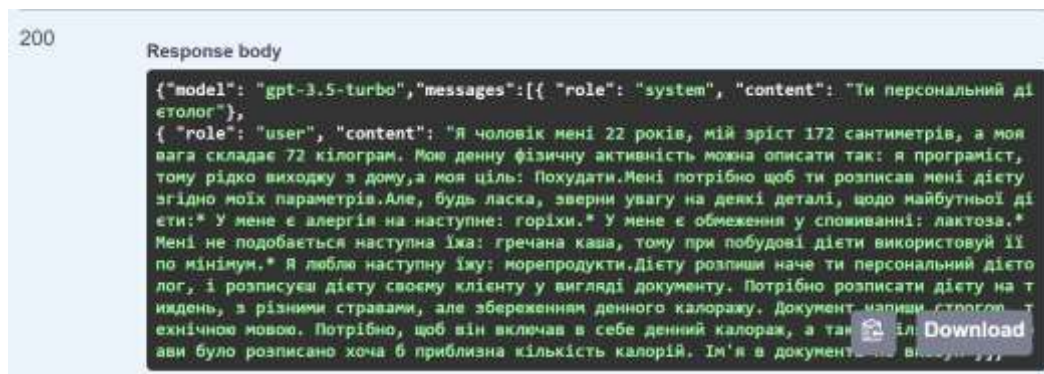 200
Response body
{"model": "gpt-3.5-turbo","messages":[{ "role": "system", "content": "Ти персональний ді
єтолог"},
{ "role": "user", "content": "Я чоловік мені 22 років, мій зріст 172 сантиметрів, а моя
вага складає 72 кілограм. Мою денну фізичну активність можна описати так: я програміст,
тому рідко виходжу з дому,а моя ціль: Похудати.Мені потрібно щоб ти розписав мені дієту
згідно моїх параметрів.Але, будь ласка, зверни увагу на деякі деталі, щодо майбутньої ді
єти:* У мене є алергія на наступне: горіхи.* У мене є обмеження у споживанні: лактоза.*
Мені не подобається наступна їжа: гречана каша, тому при побудові дієти використовуй її
по мінімум.* Я люблю наступну їжу: морепродукти.Дієту розпиши наче ти персональний дієто
лог, і розписуєш дієту своєму клієнту у вигляді документу. Потрібно розписати дієту на т
иждень, з різними стравами, але збереженням денного калоражу. Документ напиши строгою т
ехнічною мовою. Потрібно, щоб він включав в себе денний калораж, а так
Download
ави було розписано хоча б приблизна кількість калорій. Ім'я в документ